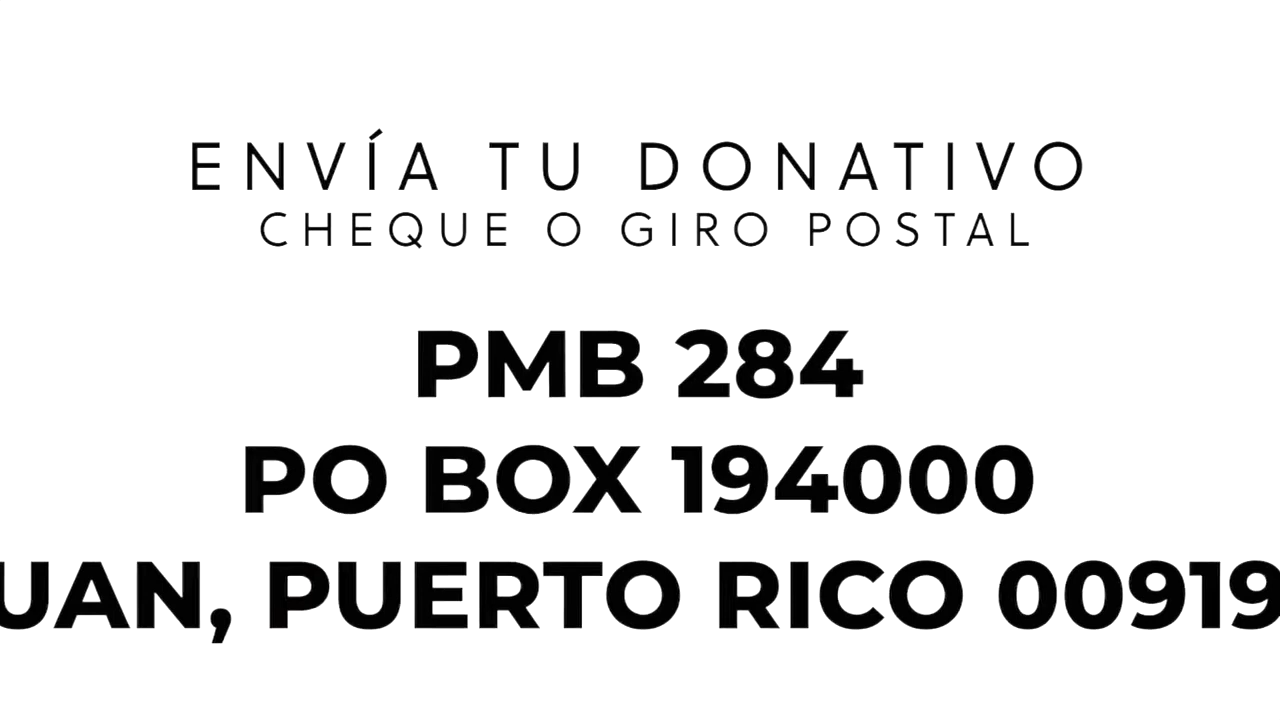 ENVÍA TU DONATIVO
CHEQUE O GIRO POSTAL
PMB 284
PO BOX 194000
UAN, PUERTO RICO 00919